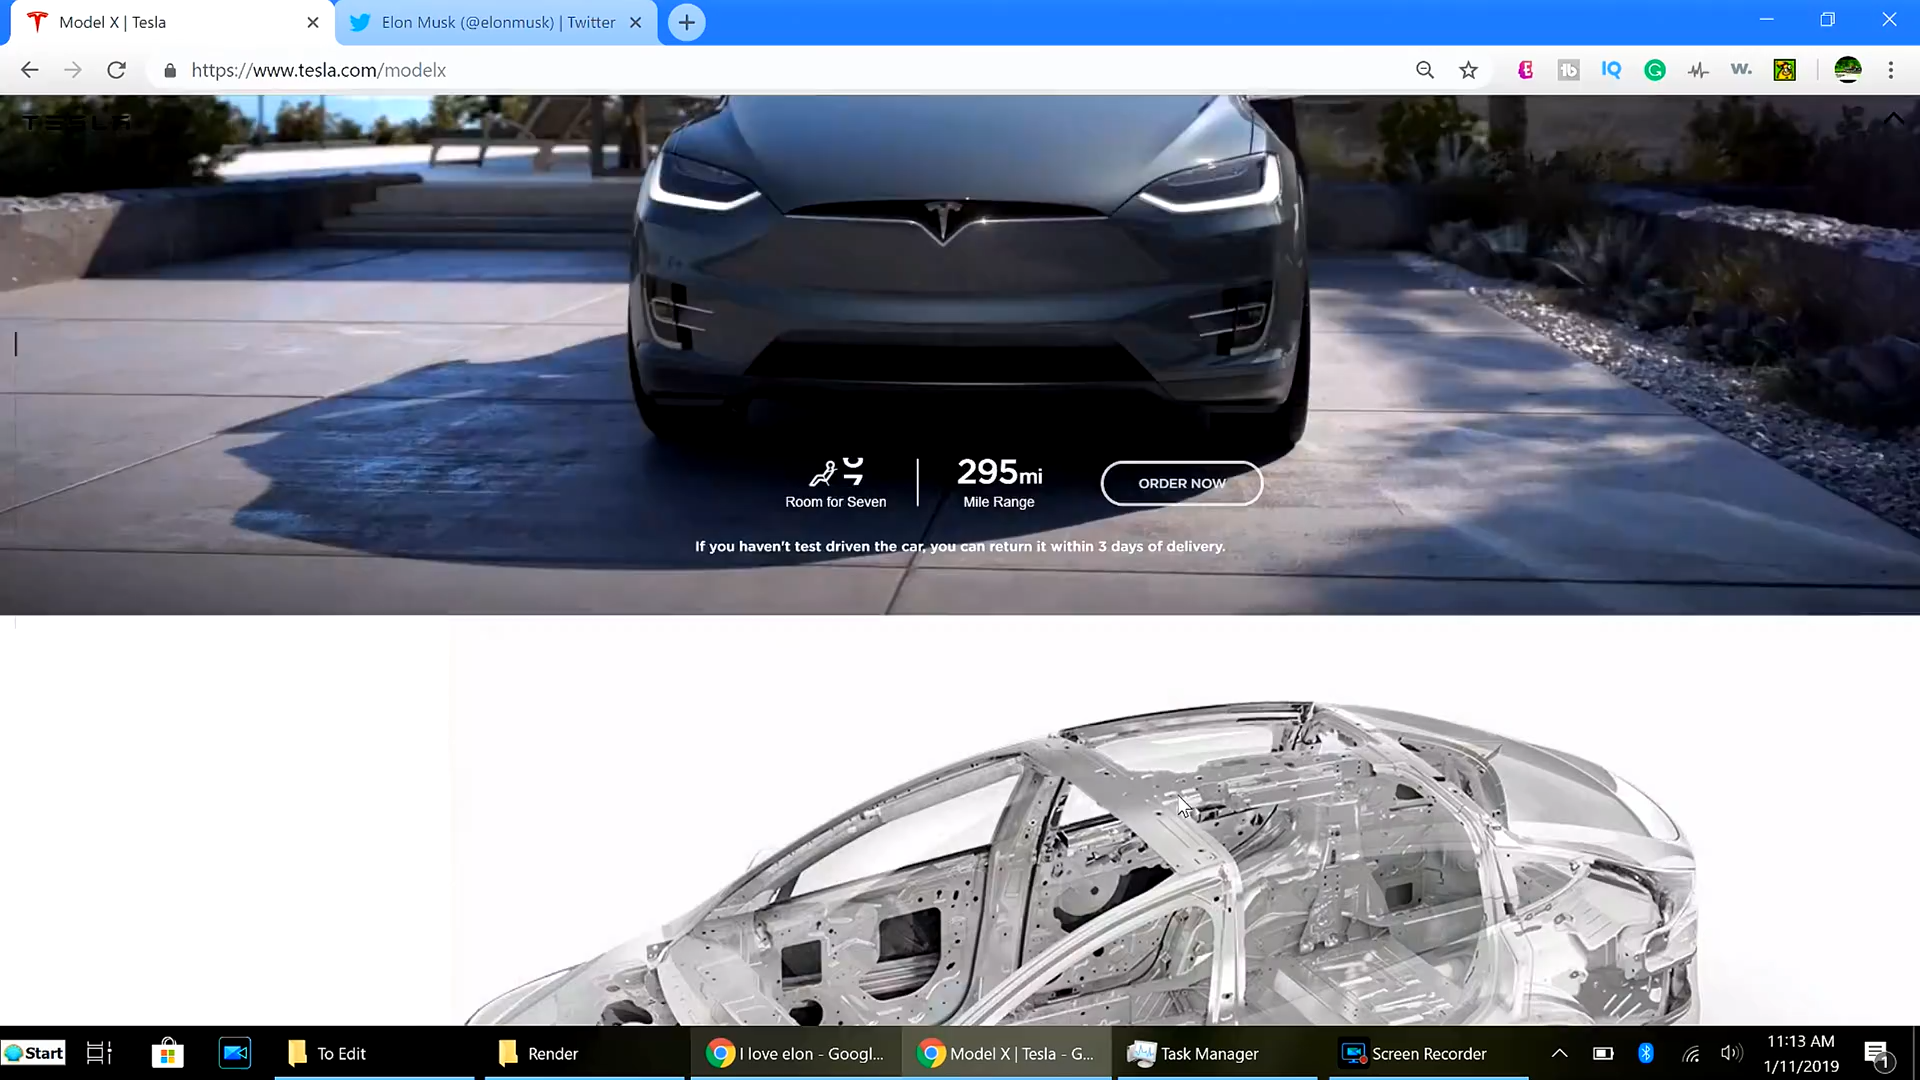 Model X | Tesla
Elon Musk (@elonmusk) | Twitter
https://www.tesla.com/modelx
TESLA
Room for Seven
295mi
Mile Range
ORDER NOW
If you haven't test driven the car, you can return it within 3 days of delivery.
Start
To Edit
Render
I love elon - Googl...
Model X | Tesla - G...
Task Manager
Screen Recorder
11:13 AM
1/11/2019
1